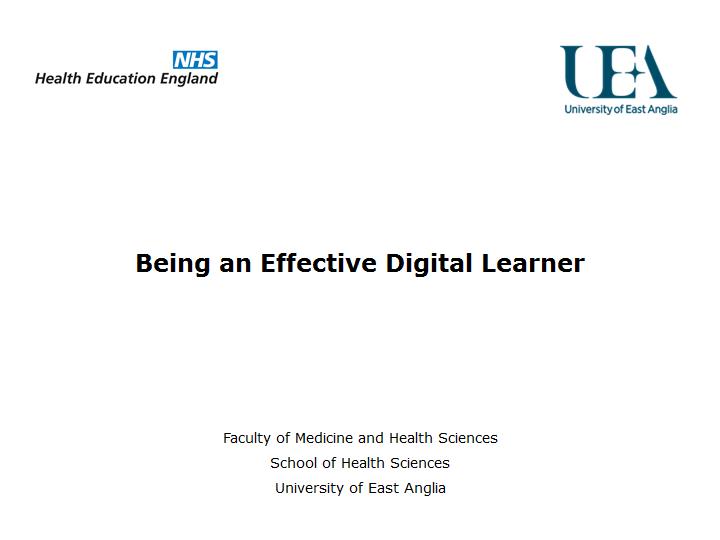 NHS
Health Education England
UEA
University of East Anglia
Being an Effective Digital Learner
Faculty of Medicine and Health Sciences
School of Health Sciences
University of East Anglia